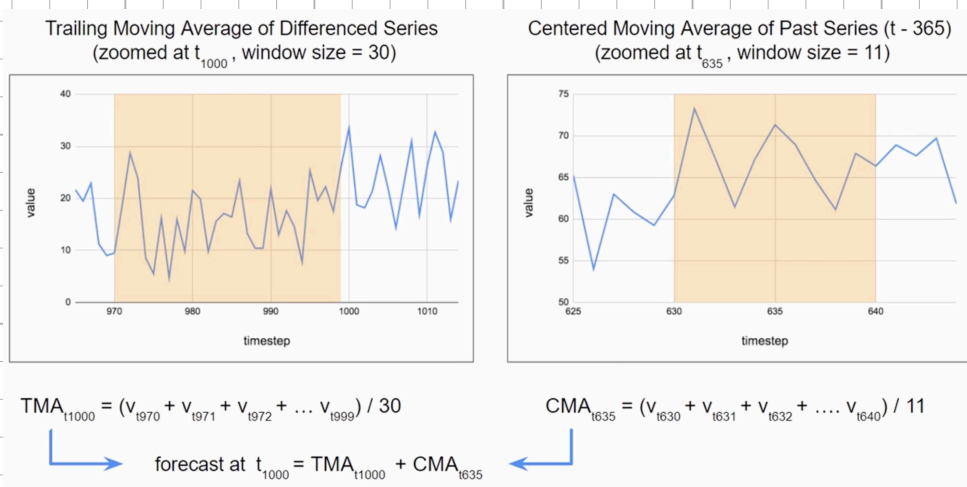 Trailing Moving Average of Differenced Series
(zoomed at t1000 , window size = 30)
40
30
20
10
0
value
970
980
990
1000
1010
timestep
Centered Moving Average of Past Series (t - 365)
(zoomed at t635 , window size = 11)
75
70
65
60
55
50
value
625
630
635
640
timestep
TMAt1000 = (vt970 + vt971 + vt972 + ... vt999) / 30
CMAt635 = (vt630 + vt631 + vt632 + .... vt640) / 11
forecast at t1000 = TMAt1000 + CMAt635